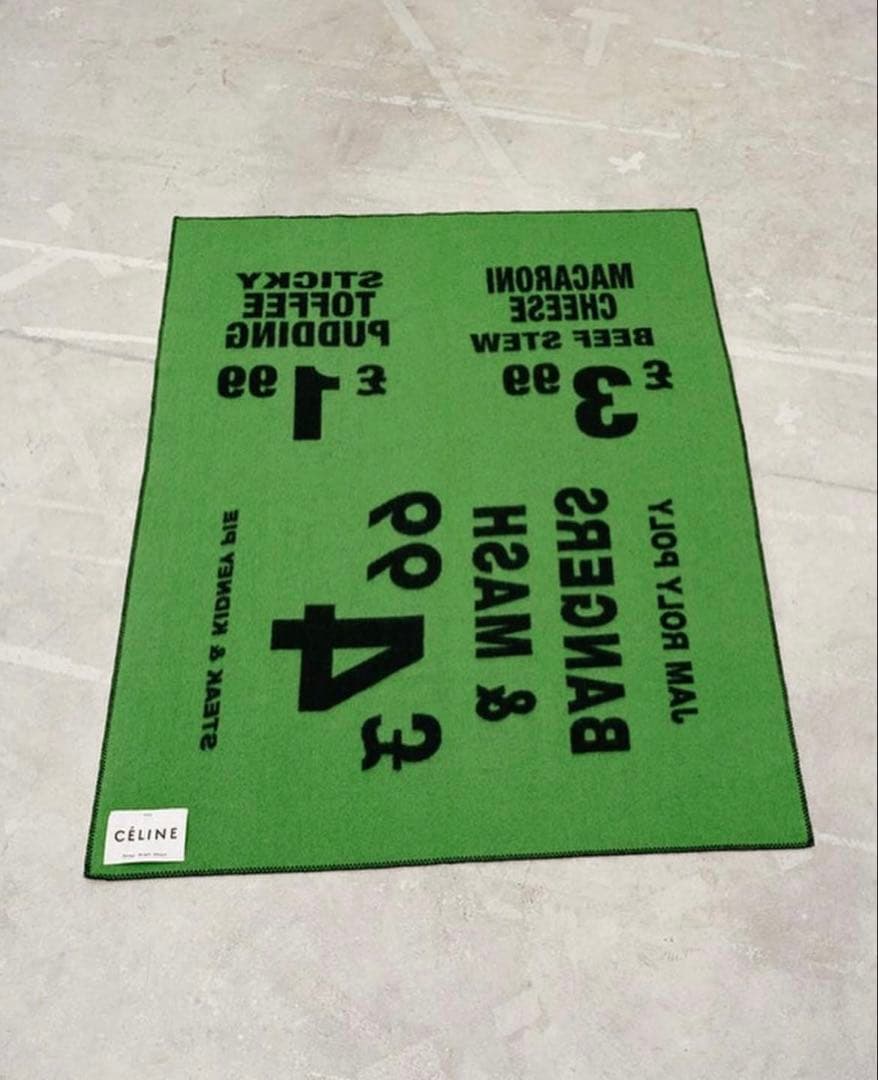 STICKY
TOFFEE
PUDDING
£1 99
MACARONI
CHEESE
BEEF STEW
£3 99
STEAK & KIDNEY PIE
£4 99
BANGERS
& MASH
JAM ROLY POLY
CÉLINE